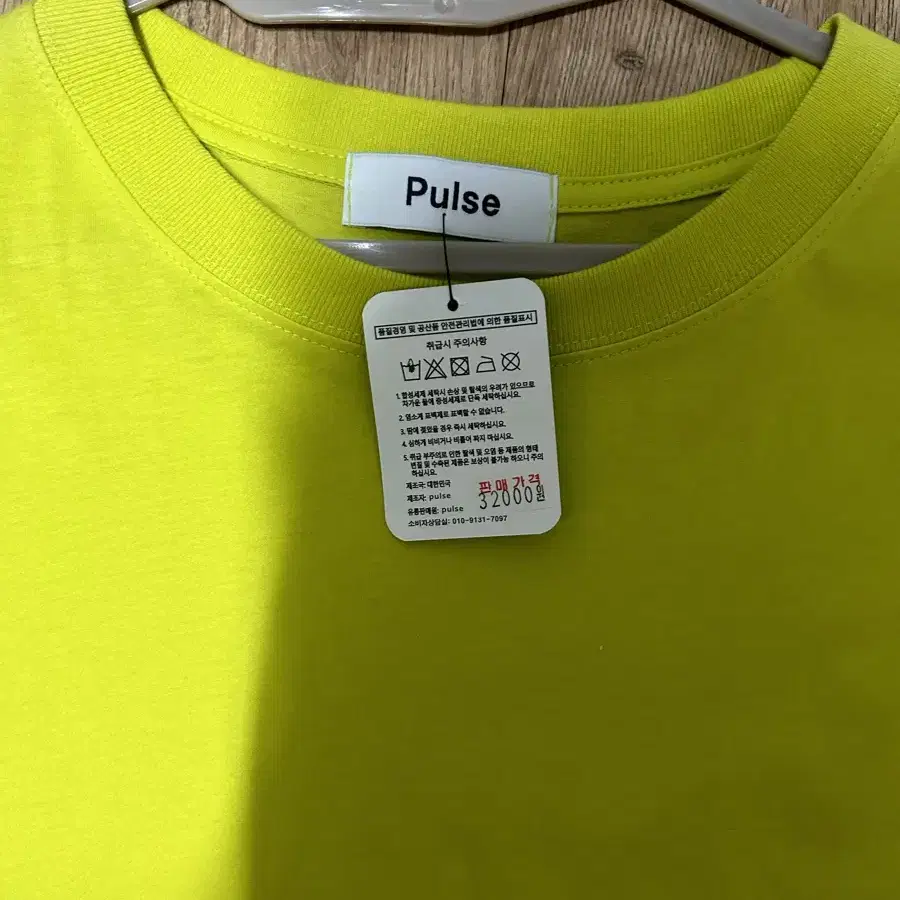 Pulse
품질경영 및 공산품 안전관리법에 의한 품질표시
취급시 주의사항
1. 합성세제 세탁시 손상 및 탈색의 우려가 있으므로
차가운 물에 중성세제로 단독 세탁하십시요.
2. 염소계 표백제로 표백할 수 없습니다.
3. 땀에 젖었을 경우 즉시 세탁하십시요.
4. 심하게 비비거나 비틀어 짜지 마십시요.
5. 취급 부주의로 인한 탈색 및 오염 등 제품의 형태
변질 및 수축된 제품은 보상이 불가능 하오니 주의
하십시요.
제조국: 대한민국
판매가격
제조자: pulse
32000원
유통판매원: pulse
소비자상담실: 010-9131-7097